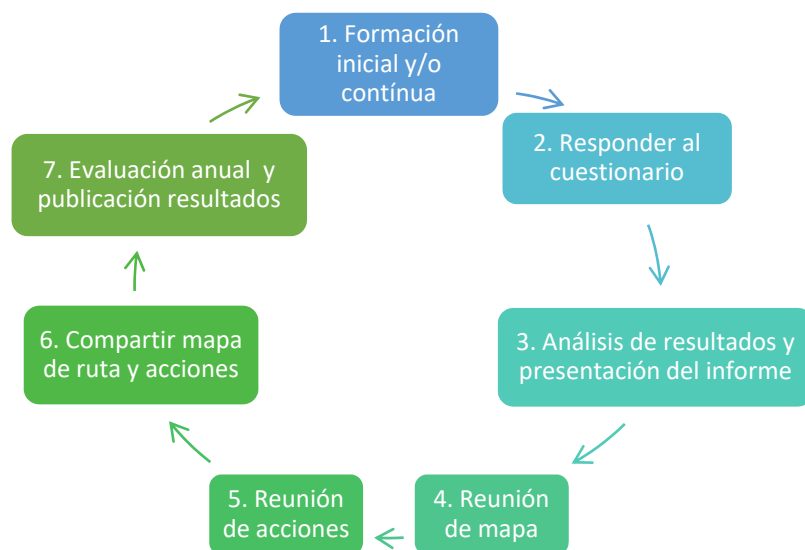 1. Formación
inicial y/o
contínua
2. Responder al
cuestionario
3. Análisis de resultados y
presentación del informe
4. Reunión
de mapa
5. Reunión
de acciones
6. Compartir mapa
de ruta y acciones
7. Evaluación anual y
publicación resultados